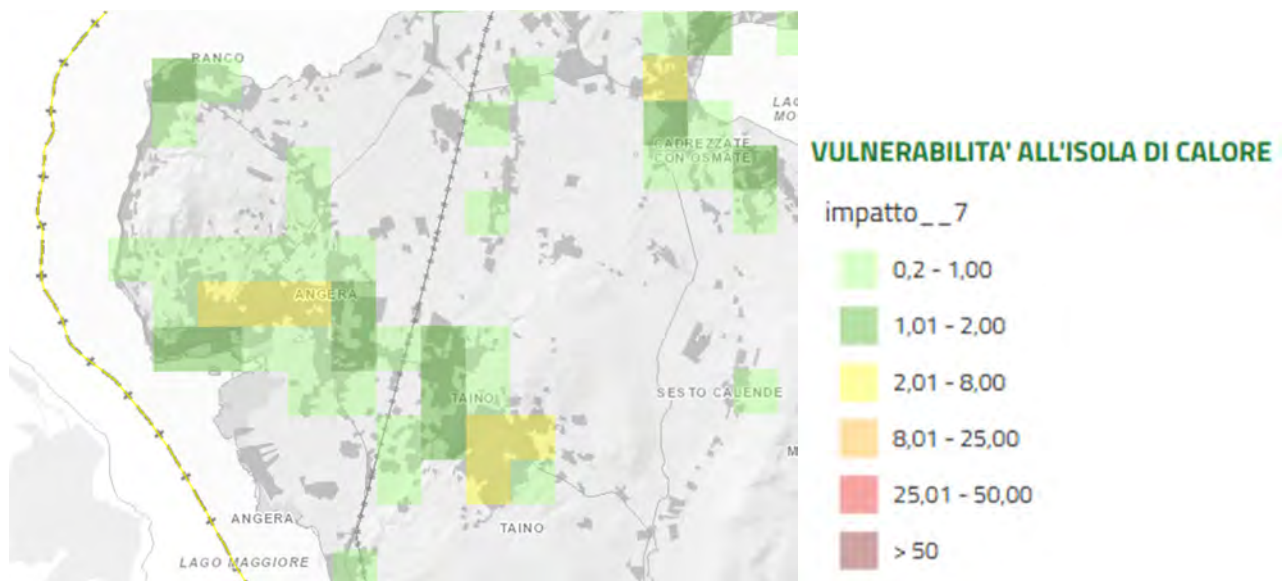 RANCO
LAG
MO
CADREZZATE
CON OSMATE
ANGERA
TAINO
SESTO CALENDE
M
ANGERA
TAINO
LAGO MAGGIORE
VULNERABILITA' ALL'ISOLA DI CALORE
impatto__7
0,2 - 1,00
1,01 - 2,00
2,01 - 8,00
8,01 - 25,00
25,01 - 50,00
> 50